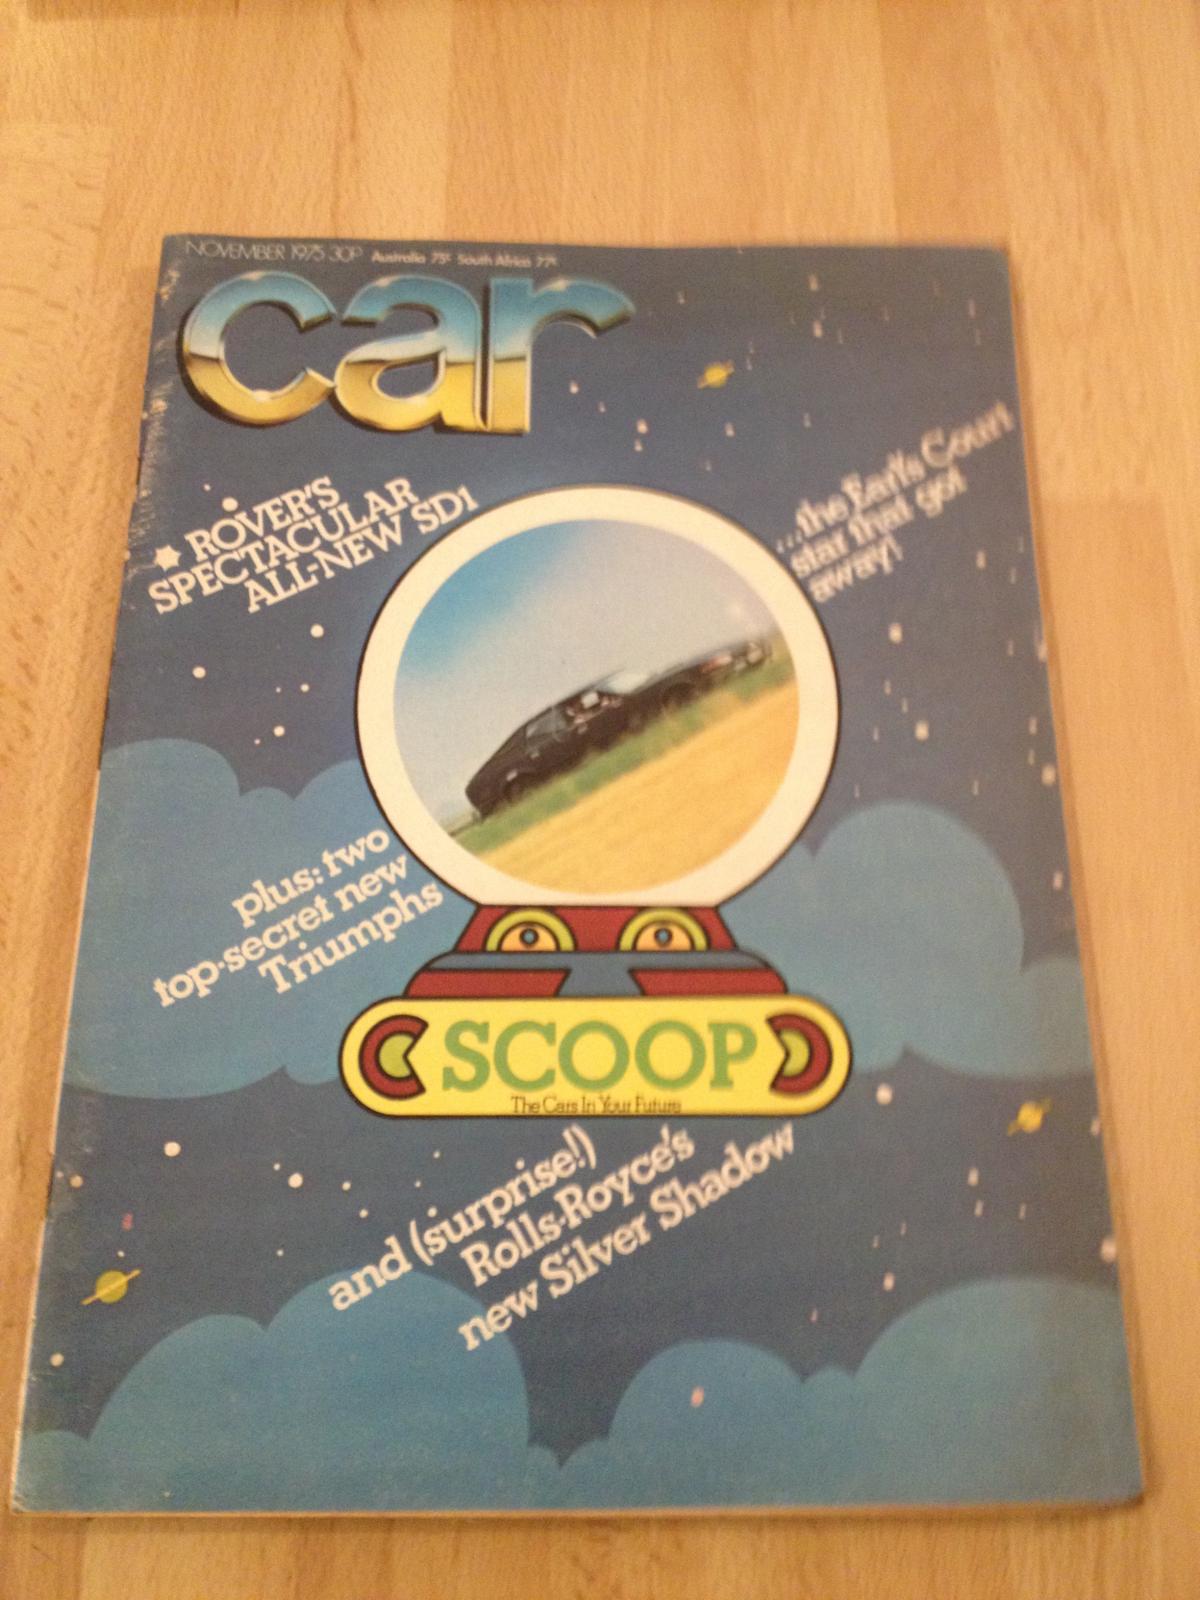 NOVEMBER 1975 30P Australia 75c South Africa 77c
car
ROVER'S
SPECTACULAR
ALL-NEW SD1
...the Earl's Court
star that got
away!
plus: two
top-secret new
Triumphs
SCOOP
The Cars In Your Future
and (surprise!)
Rolls-Royce's
new Silver Shadow